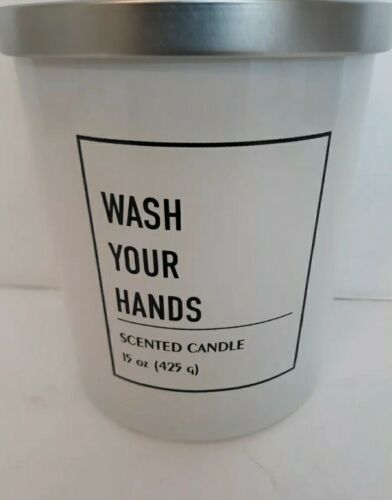 WASH
YOUR
HANDS
SCENTED CANDLE
15 oz (425 g)